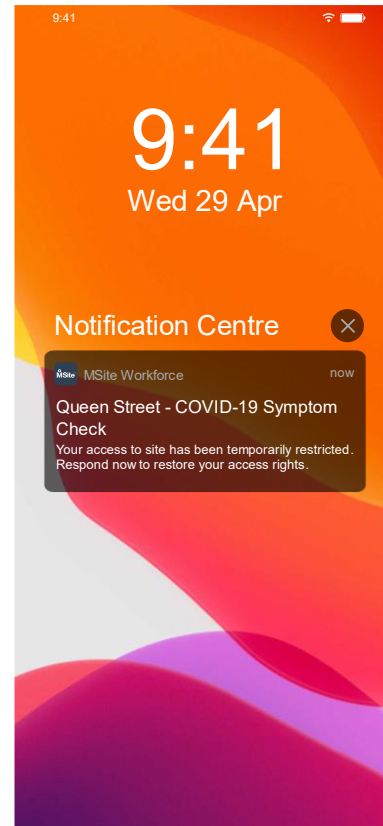 9:41
9:41
Wed 29 Apr
Notification Centre
MSite MSite Workforce now
Queen Street - COVID-19 Symptom
Check
Your access to site has been temporarily restricted.
Respond now to restore your access rights.